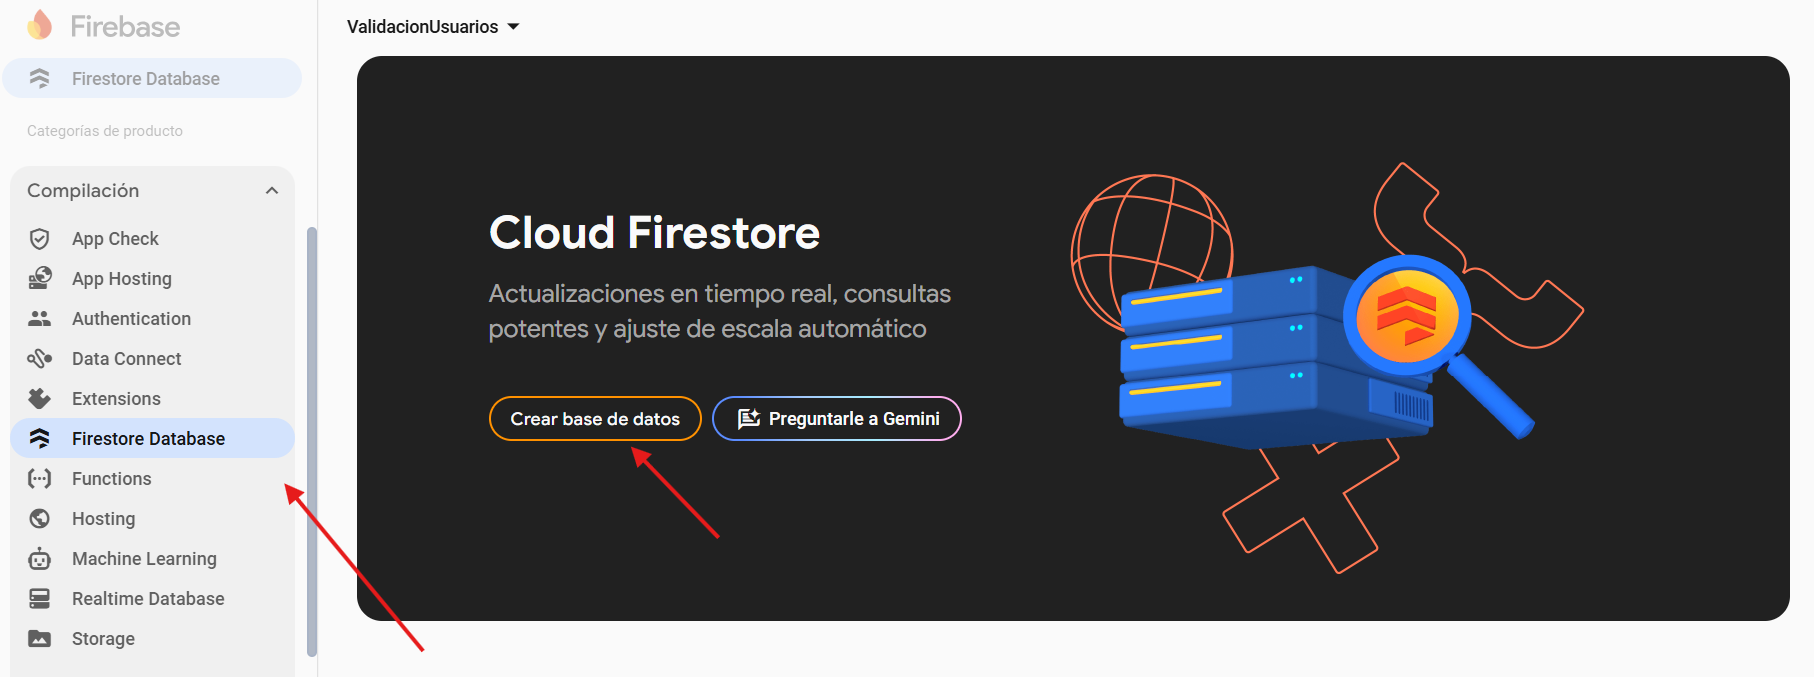 Firebase
Firestore Database
Categorías de producto
Compilación
App Check
App Hosting
Authentication
Data Connect
Extensions
Firestore Database
Functions
Hosting
Machine Learning
Realtime Database
Storage
ValidacionUsuarios
Cloud Firestore
Actualizaciones en tiempo real, consultas
potentes y ajuste de escala automático
Crear base de datos
Preguntarle a Gemini